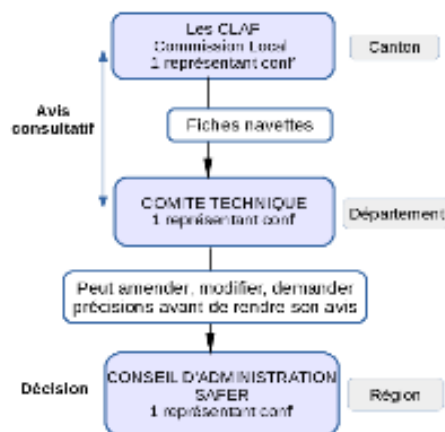 Les CLAF
Commission Local
1 représentant conf
Canton
Avis
consultatif
Fiches navettes
COMITE TECHNIQUE
1 représentant conf
Département
Peut amender, modifier, demander
précisions avant de rendre son avis
Décision
CONSEIL D'ADMINISTRATION
SAFER
1 représentant conf
Région